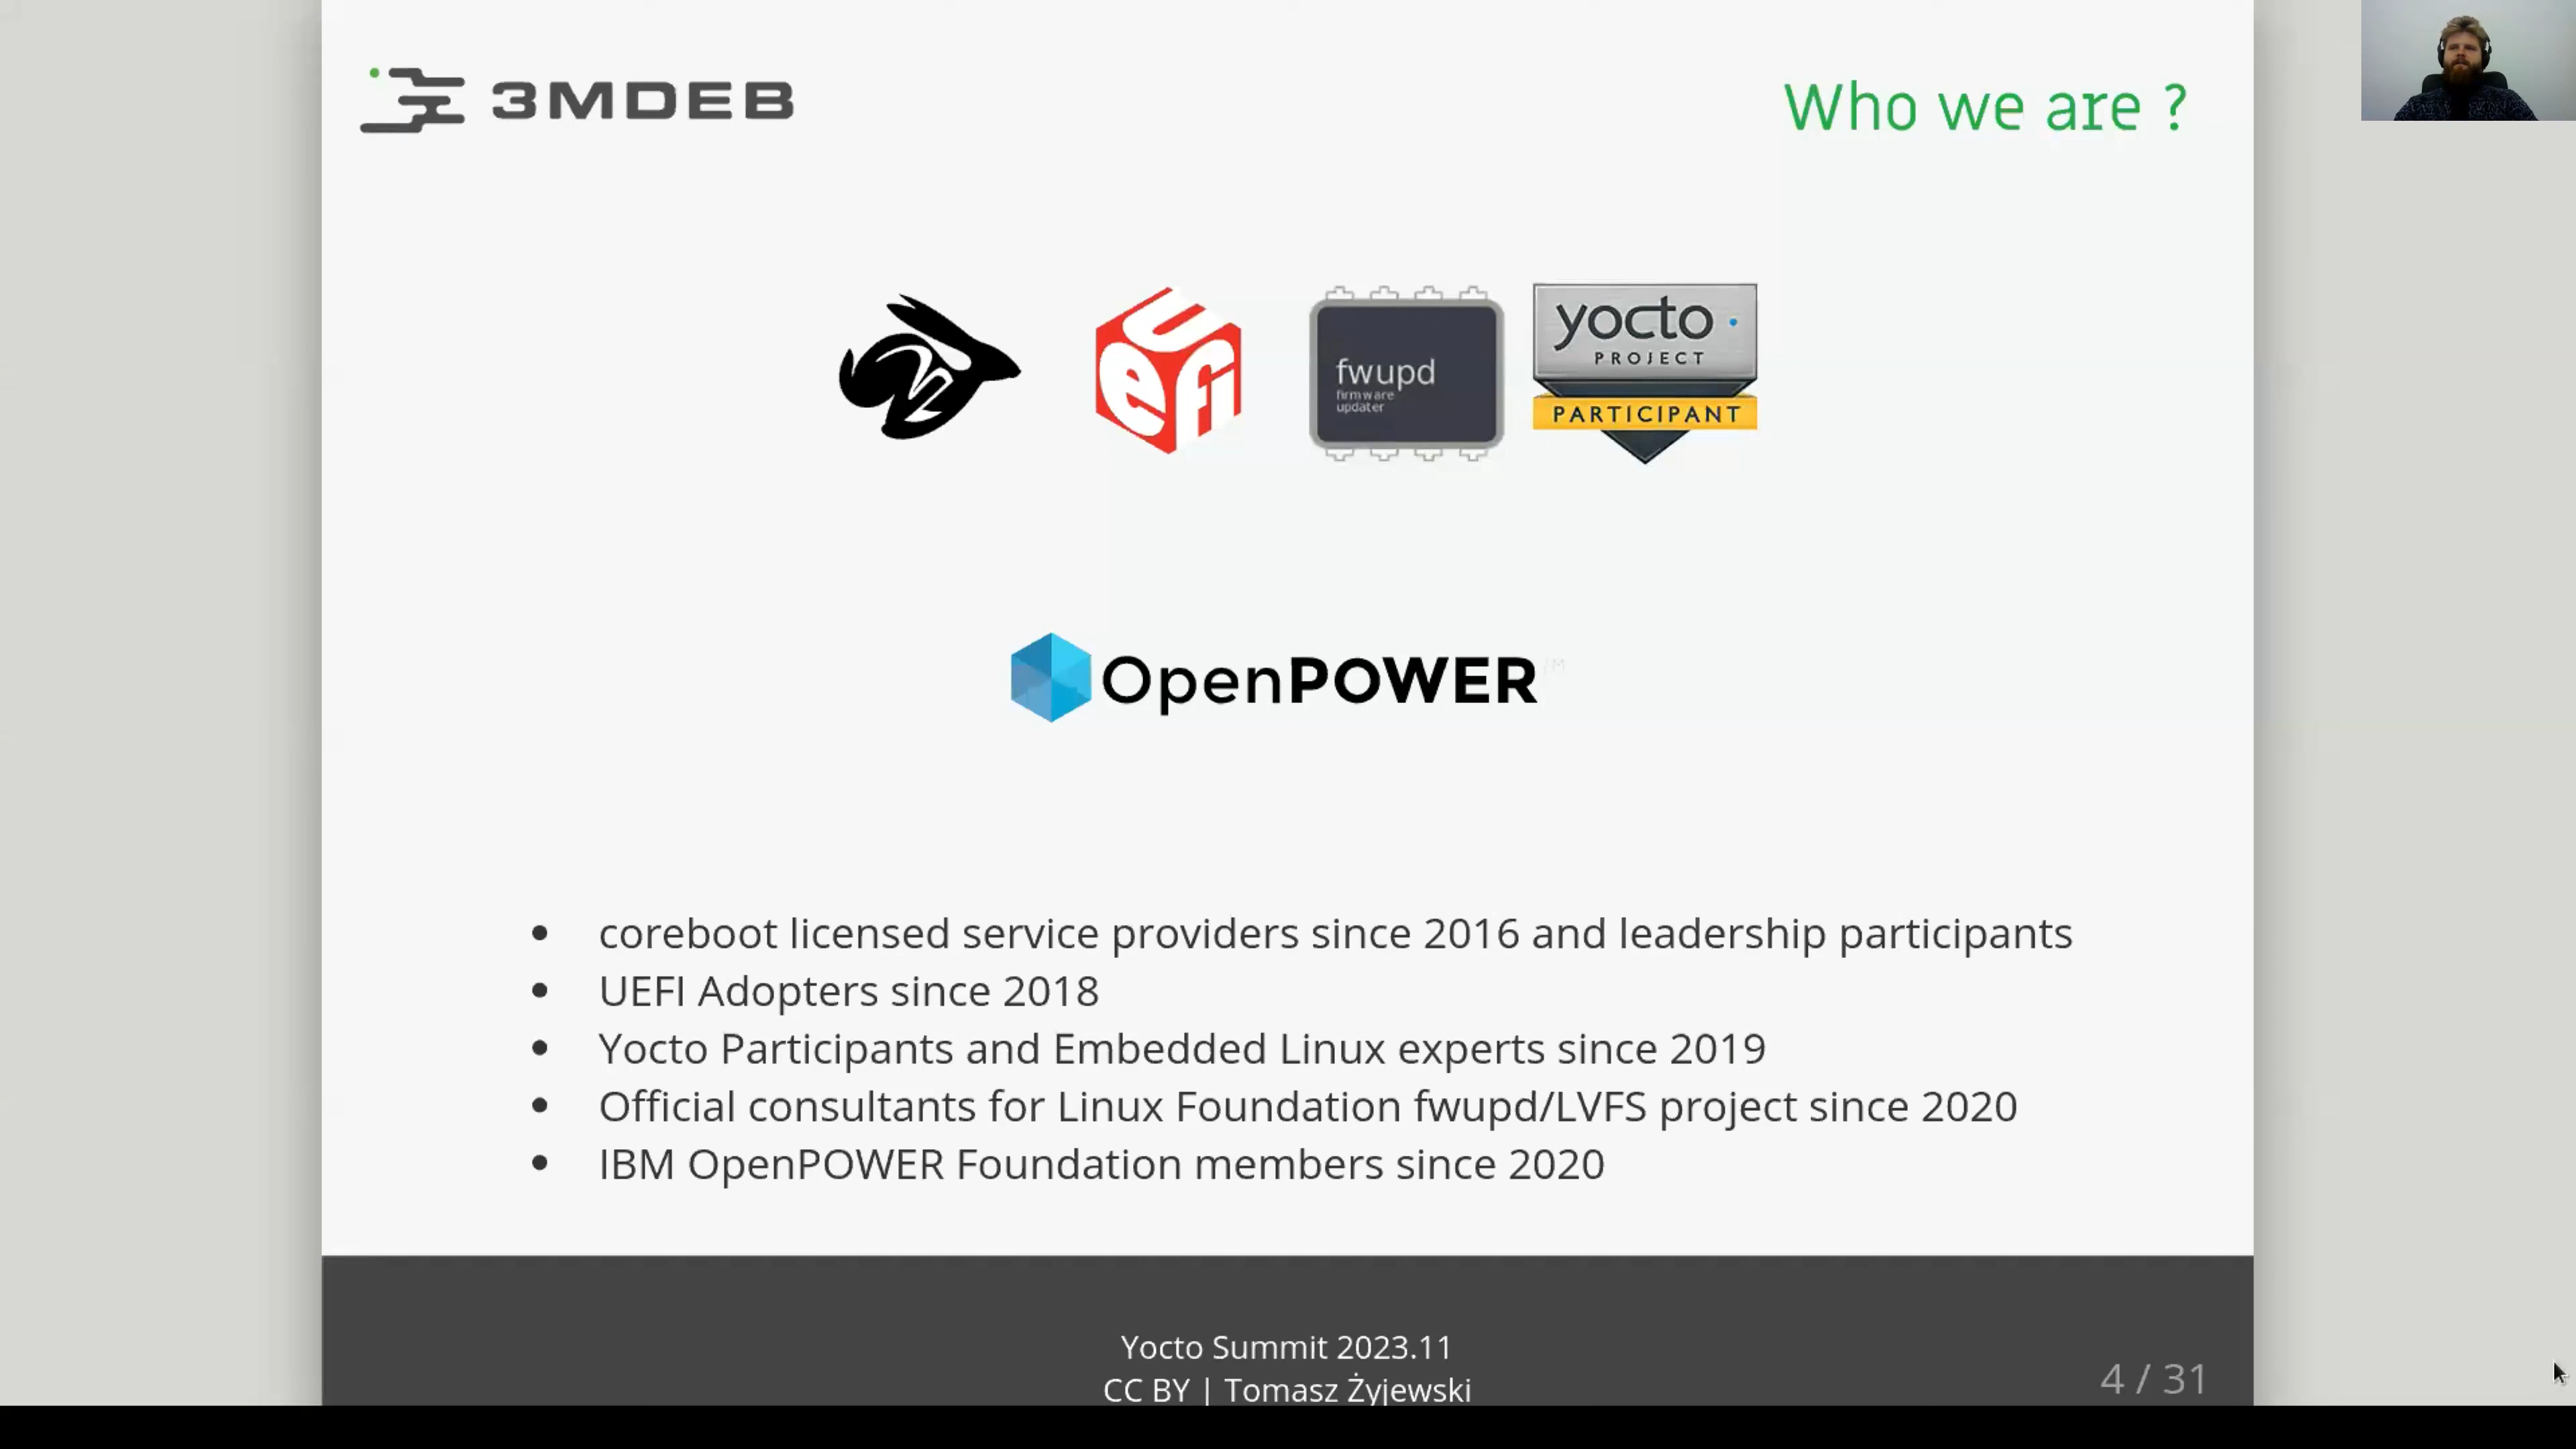 3MDEB
Who we are ?
uefi
fwupd
firmware
updater
yocto
PROJECT
PARTICIPANT
OpenPOWER™
• coreboot licensed service providers since 2016 and leadership participants
• UEFI Adopters since 2018
• Yocto Participants and Embedded Linux experts since 2019
• Official consultants for Linux Foundation fwupd/LVFS project since 2020
• IBM OpenPOWER Foundation members since 2020
Yocto Summit 2023.11
CC BY | Tomasz Żyjewski
4 / 31